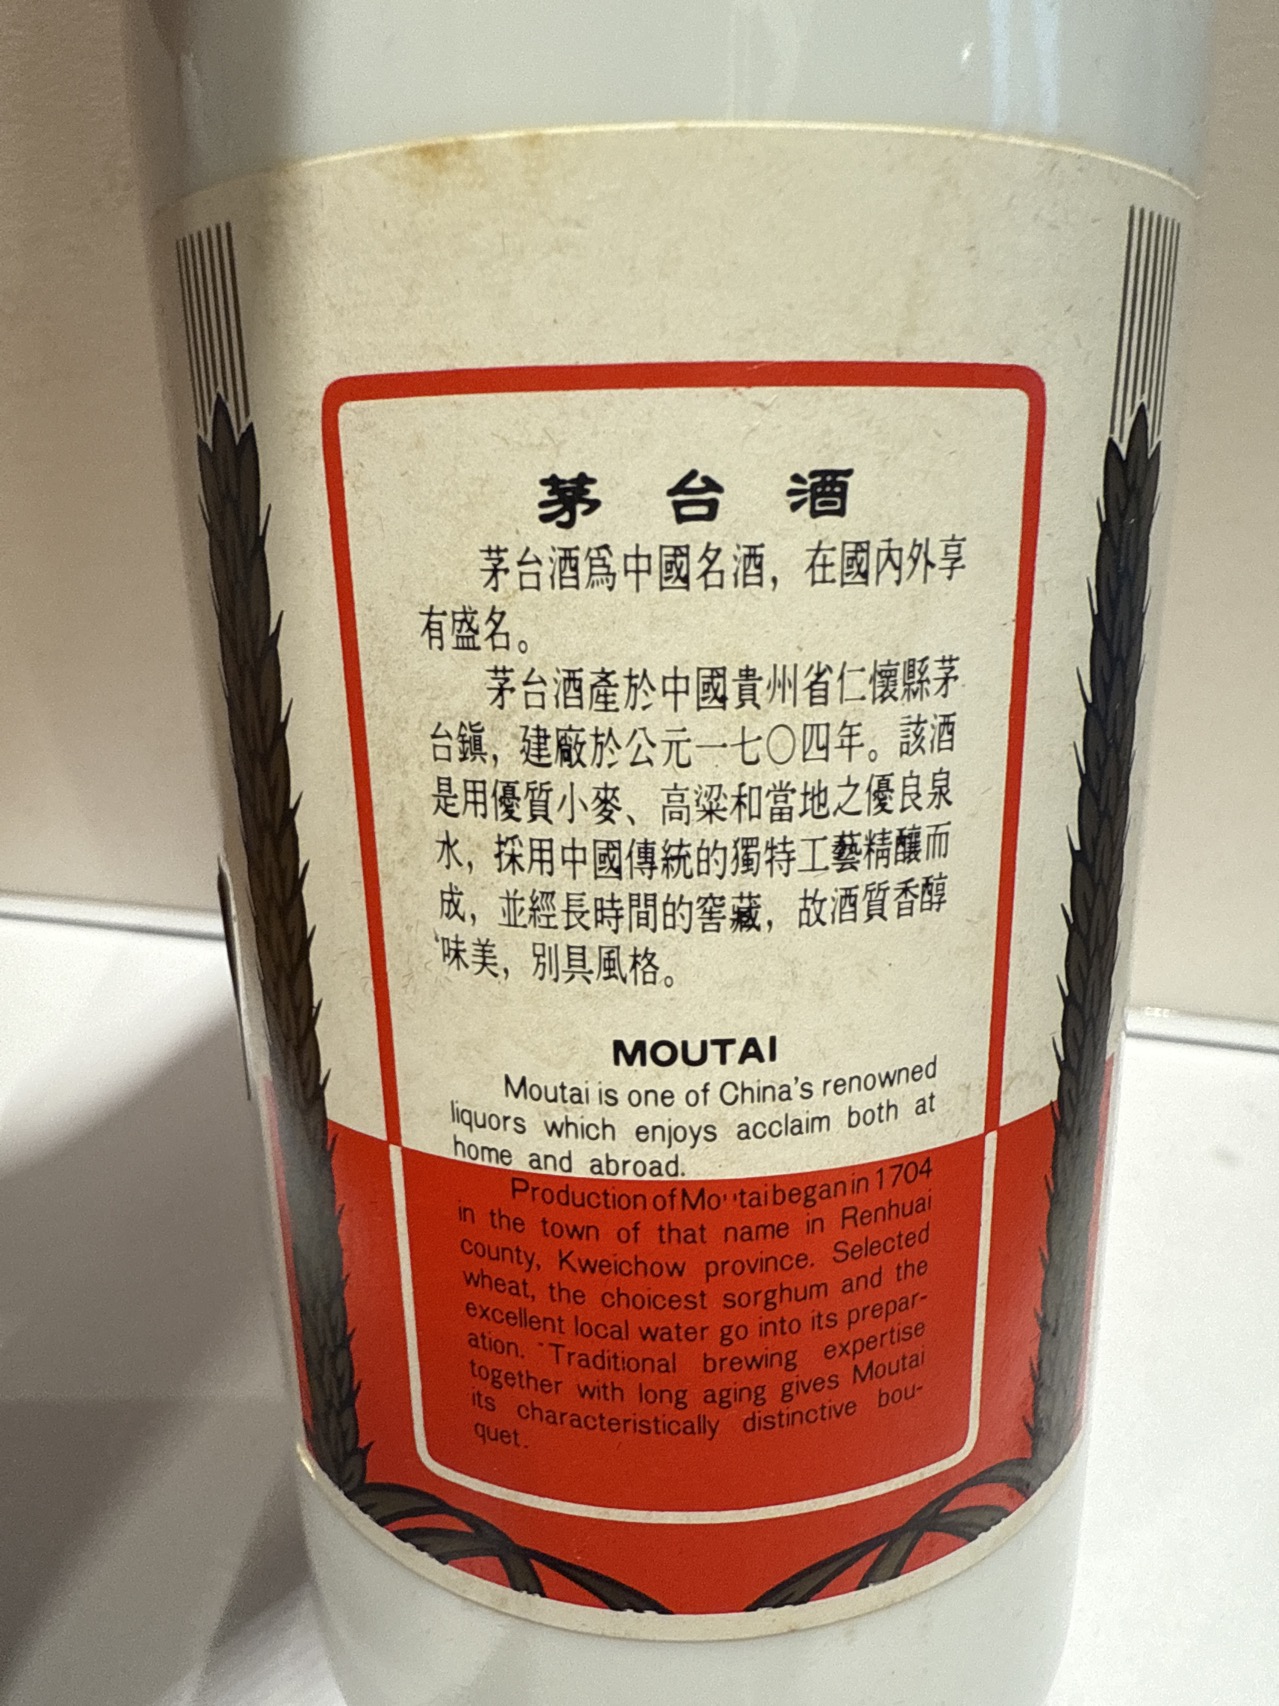 茅台酒
茅台酒爲中國名酒，在國內外享
有盛名。
茅台酒產於中國貴州省仁懷縣茅
台鎮，建廠於公元一七〇四年。該酒
是用優質小麥、高粱和當地之優良泉
水，採用中國傳統的獨特工藝精釀而
成，並經長時間的窖藏，故酒質香醇
味美，別具風格。
MOUTAI
Moutai is one of China's renowned
liquors which enjoys acclaim both at
home and abroad.
Production of Moutai began in 1704
in the town of that name in Renhuai
county, Kweichow province. Selected
wheat, the choicest sorghum and the
excellent local water go into its prepar-
ation. Traditional brewing expertise
together with long aging gives Moutai
its characteristically distinctive bou-
quet.